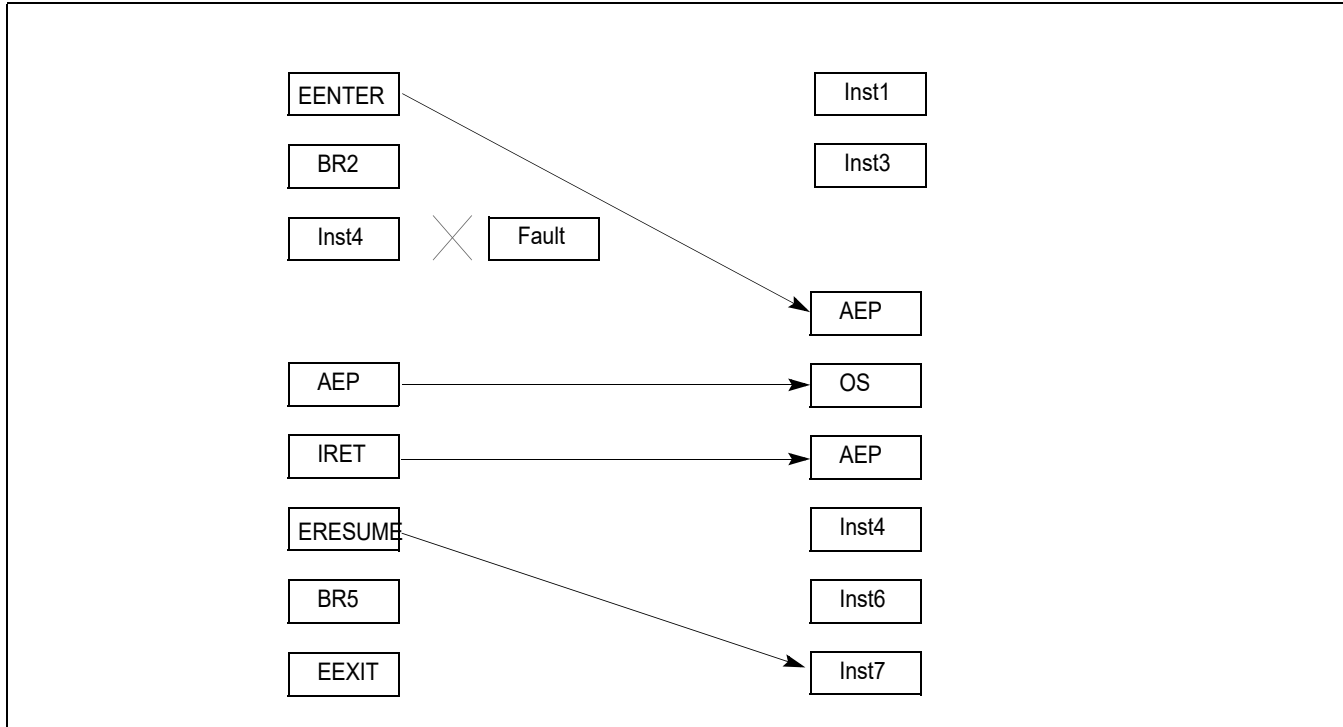 EENTER
Inst1
BR2
Inst3
Inst4
Fault
AEP
AEP
OS
IRET
AEP
ERESUME
Inst4
BR5
Inst6
EEXIT
Inst7